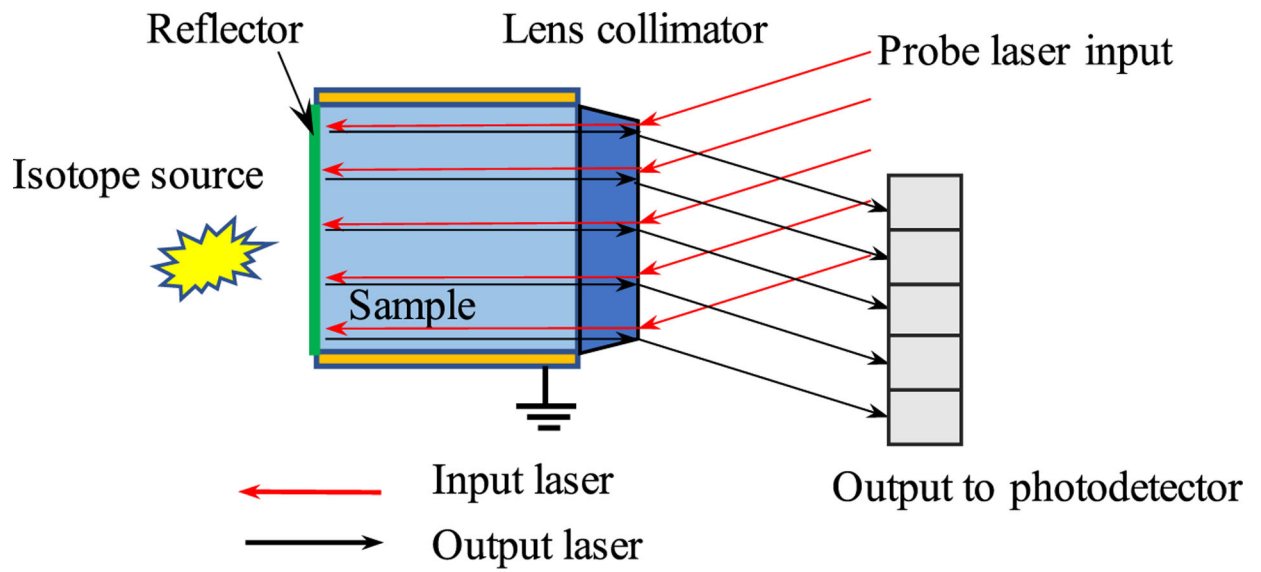 Reflector
Lens collimator
Probe laser input
Isotope source
Sample
Input laser
Output to photodetector
Output laser